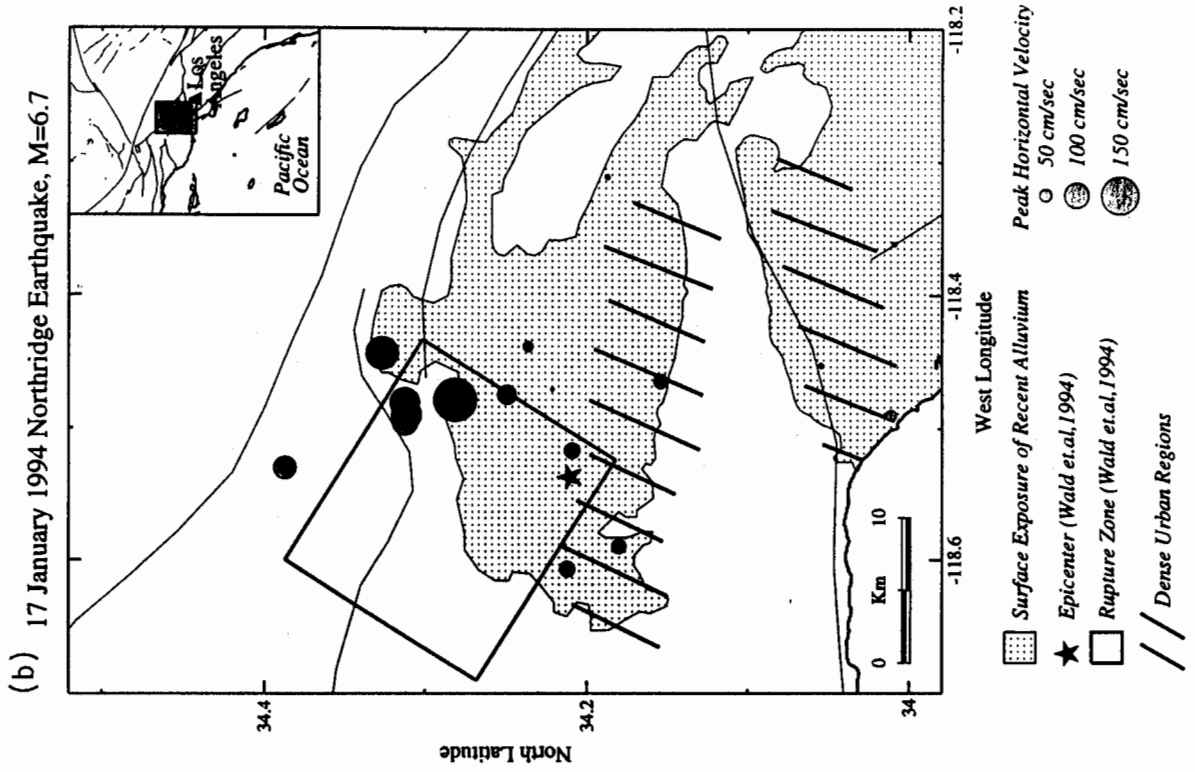 (b) 17 January 1994 Northridge Earthquake, M=6.7
Los
Angeles
Pacific
Ocean
North Latitude
34.4
34.2
34
0 Km 10
-118.6
-118.4
-118.2
West Longitude
Surface Exposure of Recent Alluvium
Epicenter (Wald et.al,1994)
Rupture Zone (Wald et.al,1994)
Dense Urban Regions
Peak Horizontal Velocity
50 cm/sec
100 cm/sec
150 cm/sec